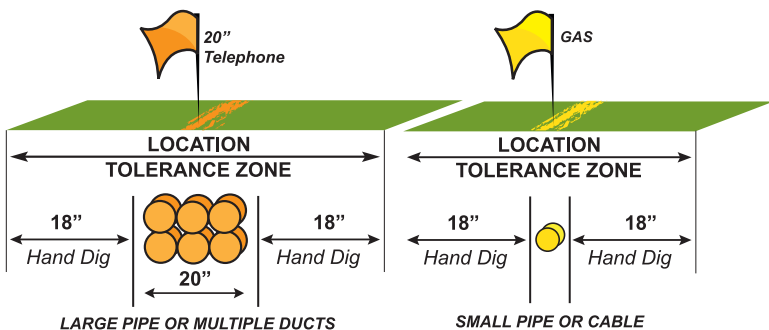 20”
Telephone
GAS
LOCATION
TOLERANCE ZONE
LOCATION
TOLERANCE ZONE
18”
Hand Dig
18”
Hand Dig
20”
18”
Hand Dig
18”
Hand Dig
LARGE PIPE OR MULTIPLE DUCTS
SMALL PIPE OR CABLE